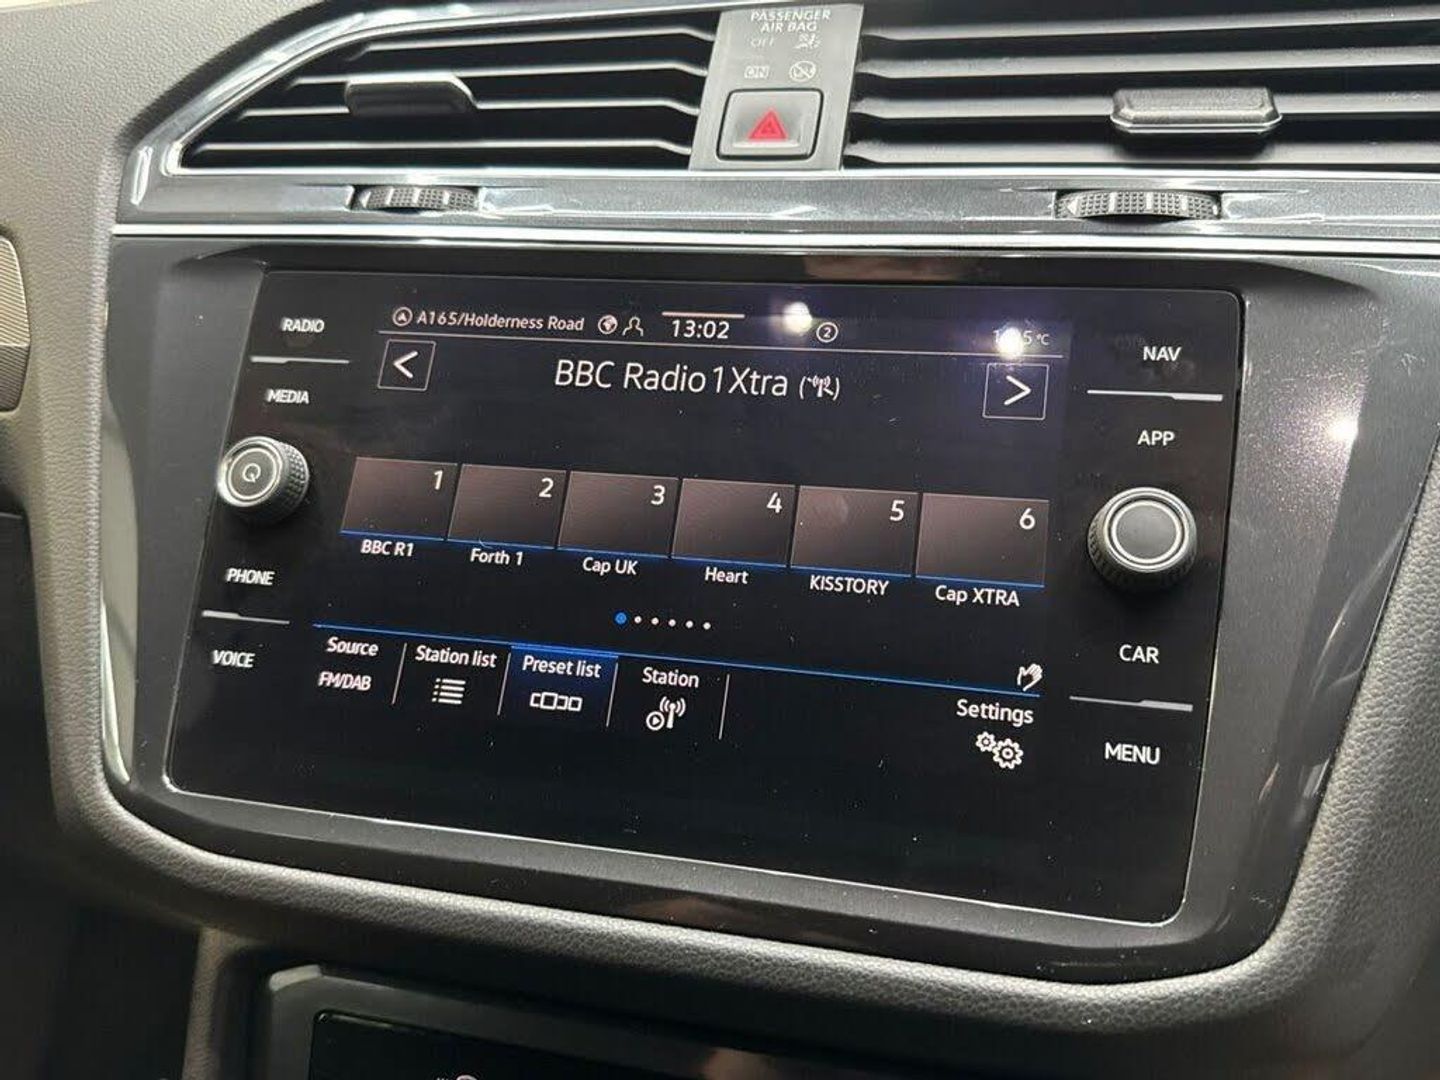 PASSENGER
AIR BAG
OFF
ON
RADIO
MEDIA
PHONE
VOICE
A165/Holderness Road 13:02 2 °C
BBC Radio 1Xtra
1 2 3 4 5 6
BBC R1 Forth 1 Cap UK Heart KISSTORY Cap XTRA
Source Station list Preset list Station Settings
FM/DAB
NAV
APP
CAR
MENU